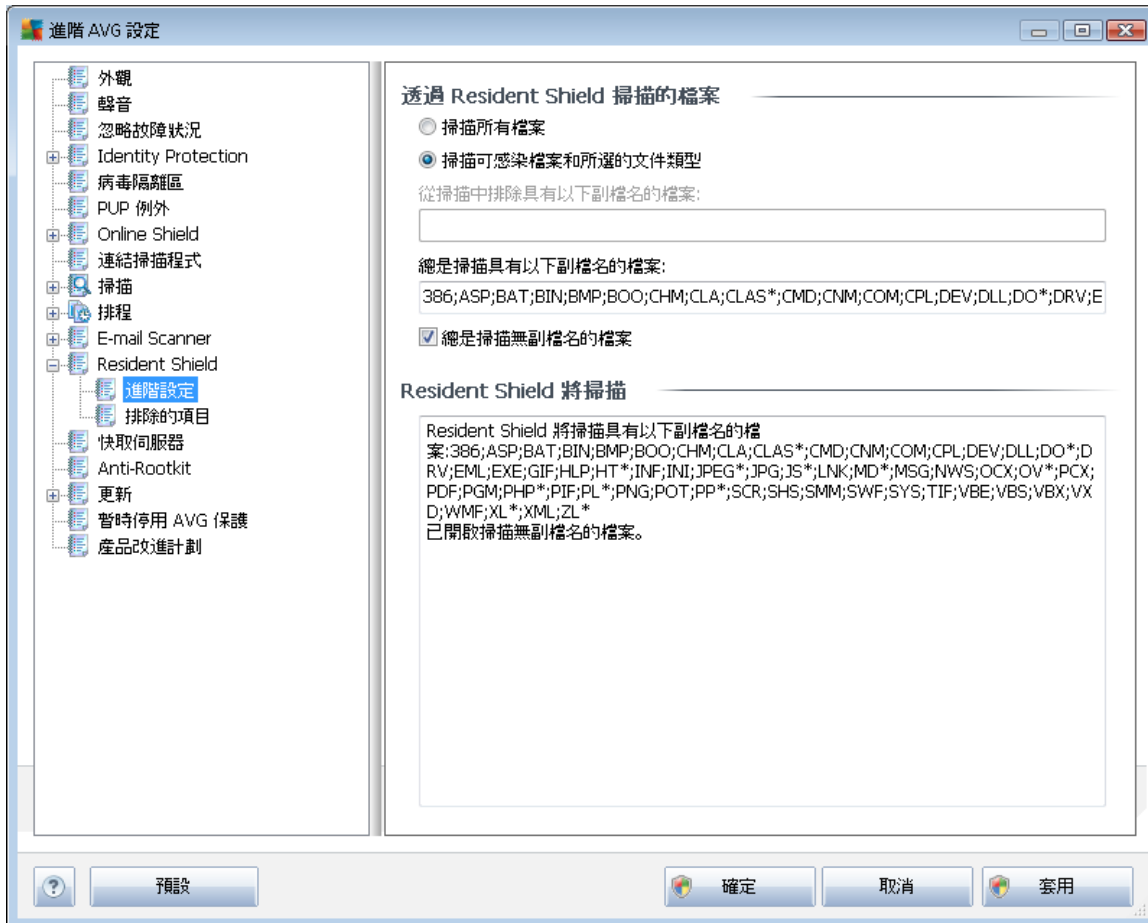 進階 AVG 設定
外觀
聲音
忽略故障狀況
Identity Protection
病毒隔離區
PUP 例外
Online Shield
連結掃描程式
掃描
排程
E-mail Scanner
Resident Shield
進階設定
排除的項目
快取伺服器
Anti-Rootkit
更新
暫時停用 AVG 保護
產品改進計劃
透過 Resident Shield 掃描的檔案
掃描所有檔案
掃描可感染檔案和所選的文件類型
從掃描中排除具有以下副檔名的檔案:
總是掃描具有以下副檔名的檔案:
386;ASP;BAT;BIN;BMP;BOO;CHM;CLA;CLAS*;CMD;CNM;COM;CPL;DEV;DLL;DO*;DRV;E
總是掃描無副檔名的檔案
Resident Shield 將掃描
Resident Shield 將掃描具有以下副檔名的檔
案:386;ASP;BAT;BIN;BMP;BOO;CHM;CLA;CLAS*;CMD;CNM;COM;CPL;DEV;DLL;DO*;D
RV;EML;EXE;GIF;HLP;HT*;INF;INI;JPEG*;JPG;JS*;LNK;MD*;MSG;NWS;OCX;OV*;PCX;
PDF;PGM;PHP*;PIF;PL*;PNG;POT;PP*;SCR;SHS;SMM;SWF;SYS;TIF;VBE;VBS;VBX;VX
D;WMF;XL*;XML;ZL*
已開啟掃描無副檔名的檔案。
預設
確定
取消
套用